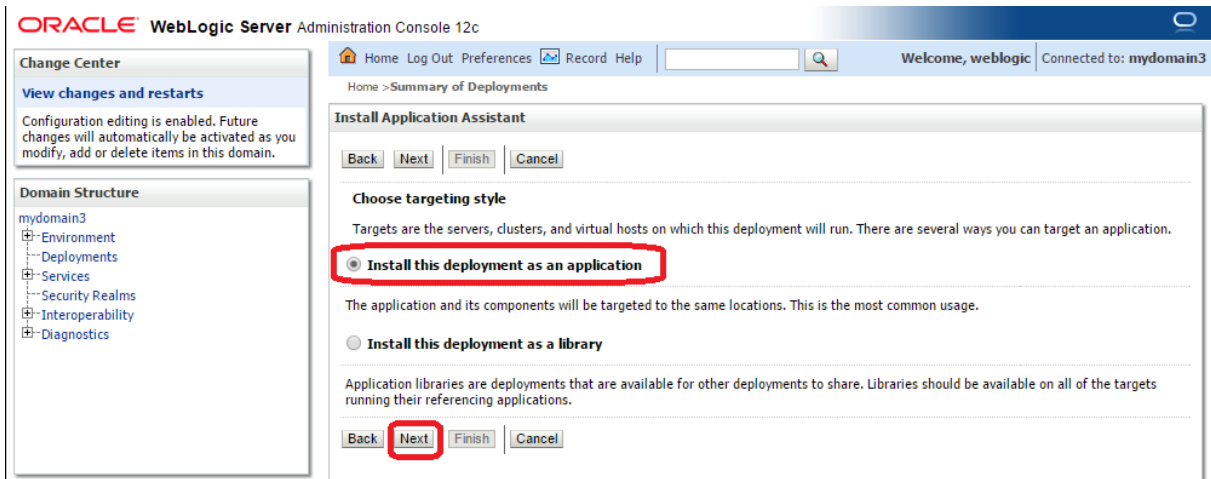 ORACLE WebLogic Server Administration Console 12c
Change Center
View changes and restarts
Configuration editing is enabled. Future
changes will automatically be activated as you
modify, add or delete items in this domain.
Domain Structure
mydomain3
Environment
Deployments
Services
Security Realms
Interoperability
Diagnostics
Home Log Out Preferences Record Help
Welcome, weblogic Connected to: mydomain3
Home >Summary of Deployments
Install Application Assistant
Back Next Finish Cancel
Choose targeting style
Targets are the servers, clusters, and virtual hosts on which this deployment will run. There are several ways you can target an application.
Install this deployment as an application
The application and its components will be targeted to the same locations. This is the most common usage.
Install this deployment as a library
Application libraries are deployments that are available for other deployments to share. Libraries should be available on all of the targets
running their referencing applications.
Back Next Finish Cancel